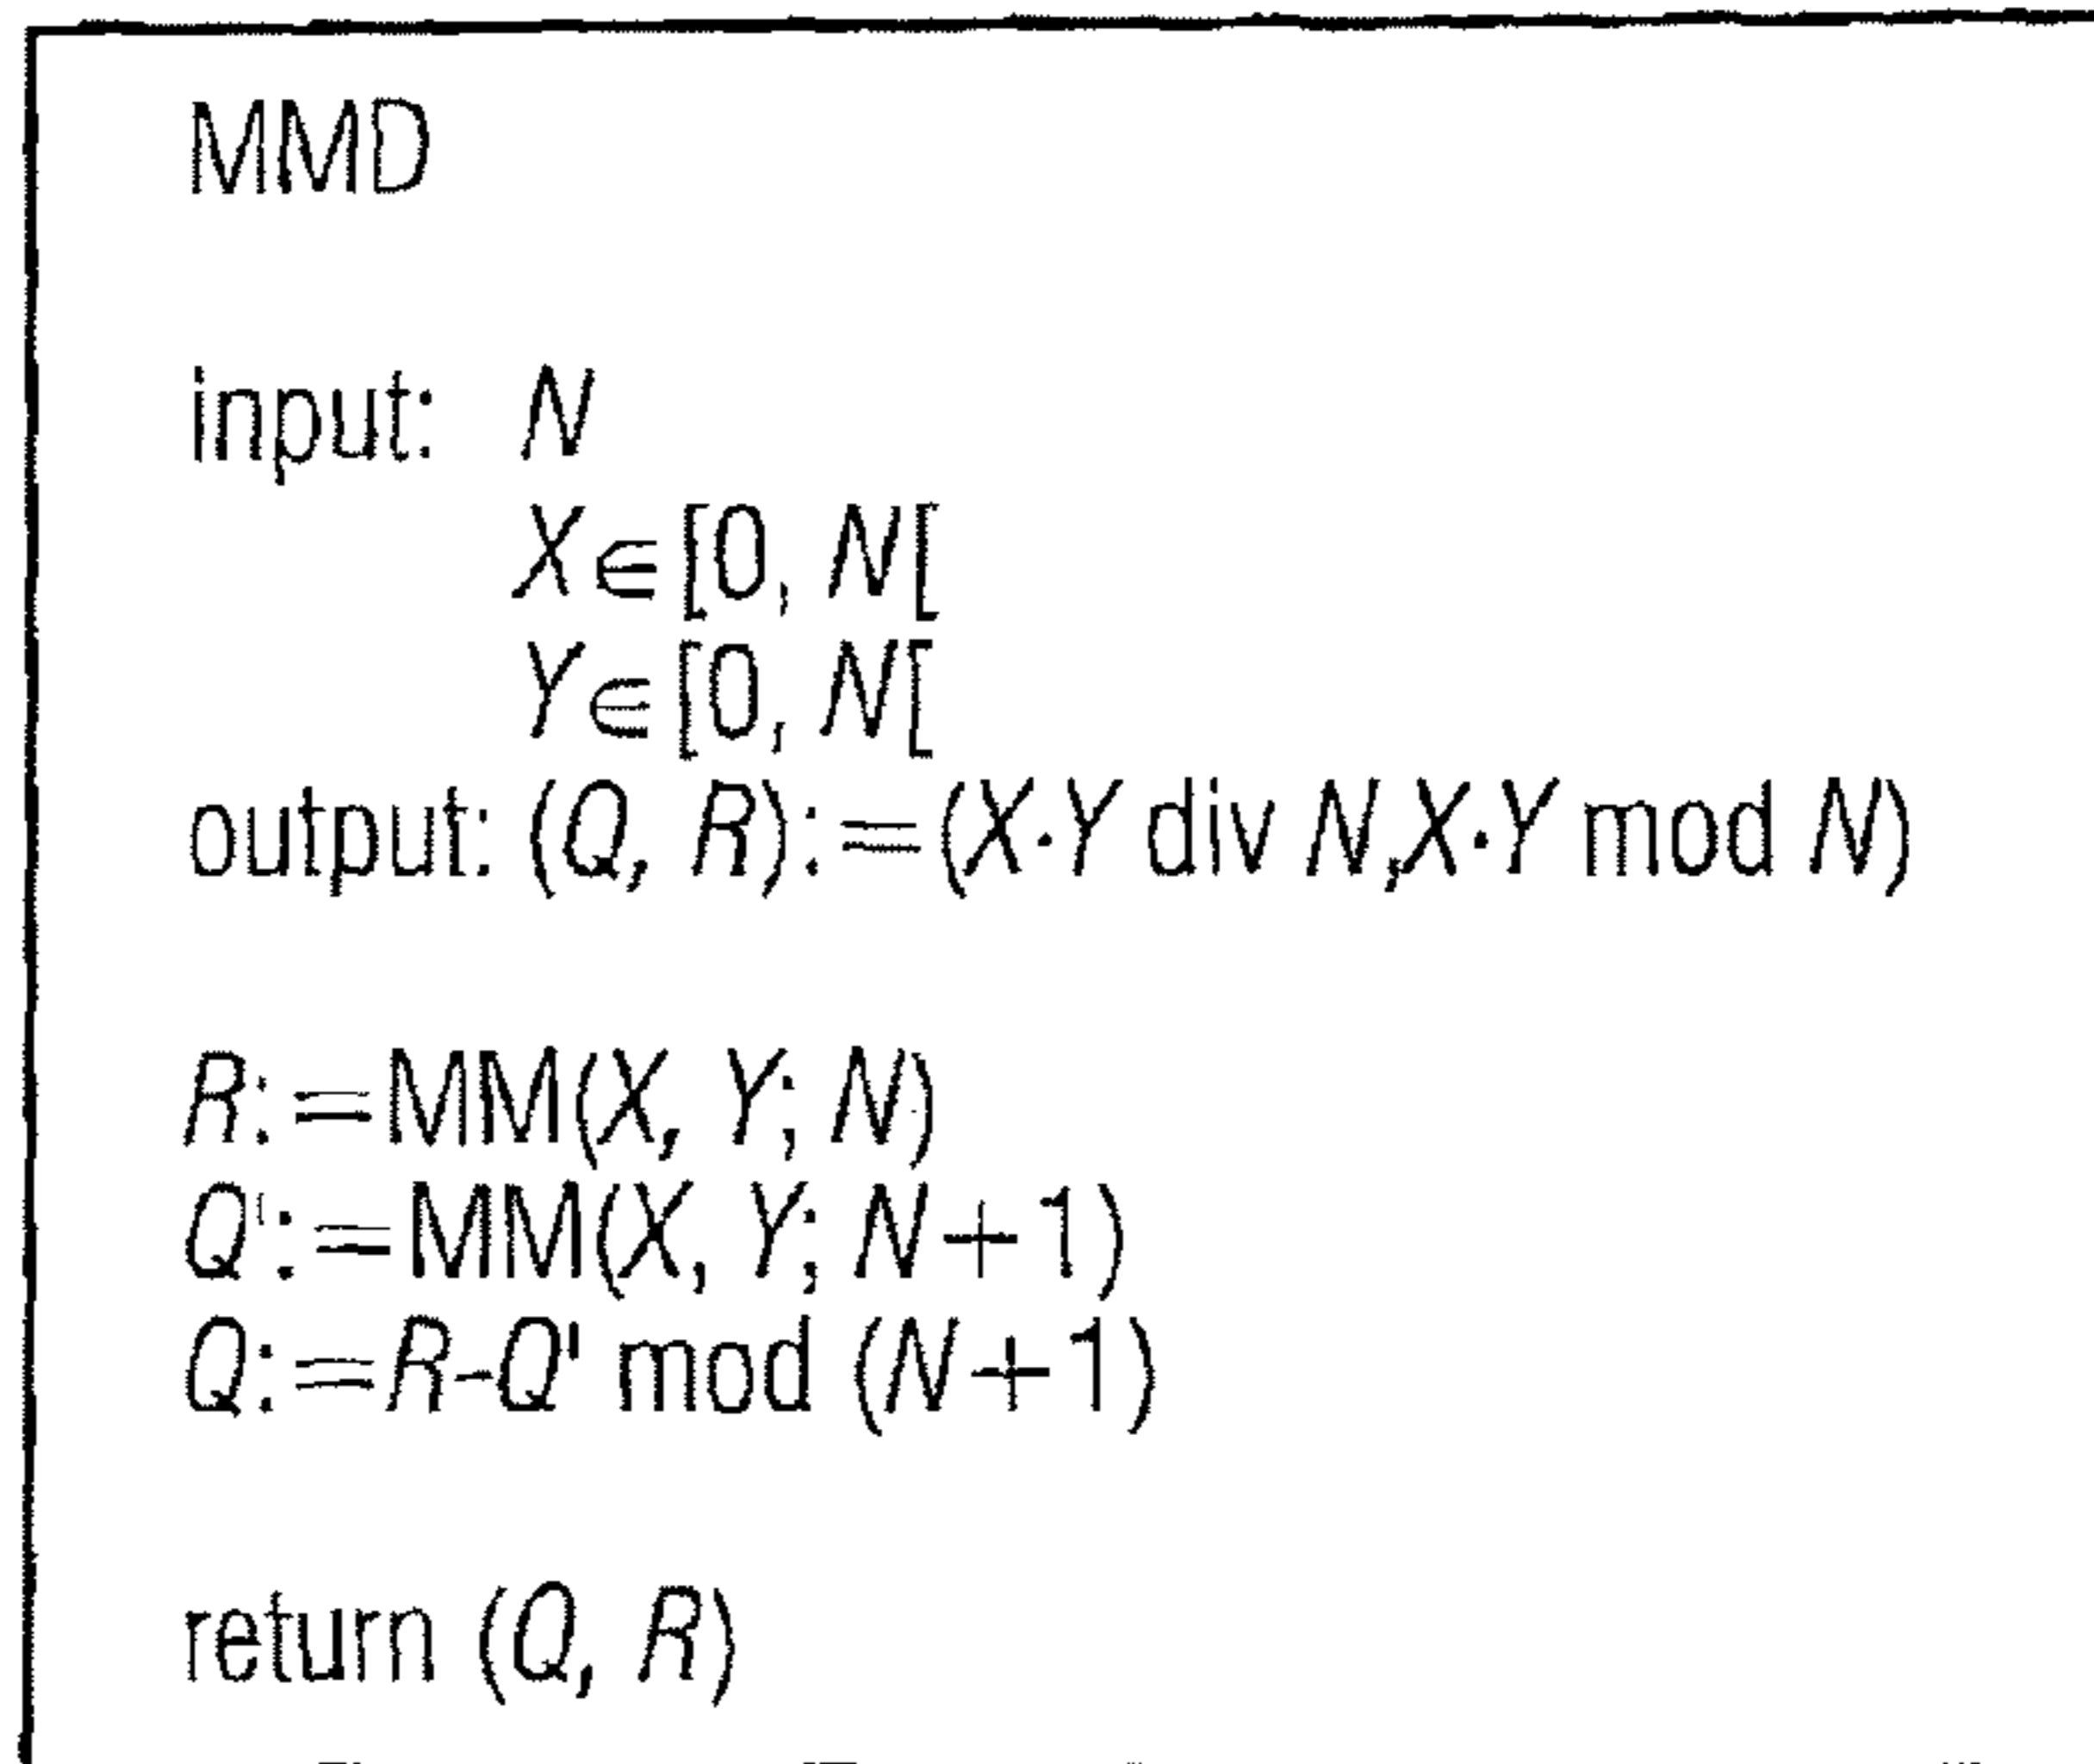 MMD
input: N
X∈[0, N[
Y∈[0, N[
output: (Q, R):=(X·Y div N,X·Y mod N)
R:=MM(X, Y; N)
Q':=MM(X, Y; N+1)
Q:=R-Q' mod (N+1)
return (Q, R)